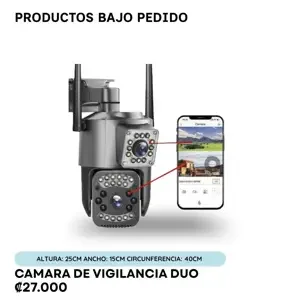 PRODUCTOS BAJO PEDIDO
ALTURA: 25CM ANCHO: 15CM CIRCUNFERENCIA: 40CM
CAMARA DE VIGILANCIA DUO
₡27.000